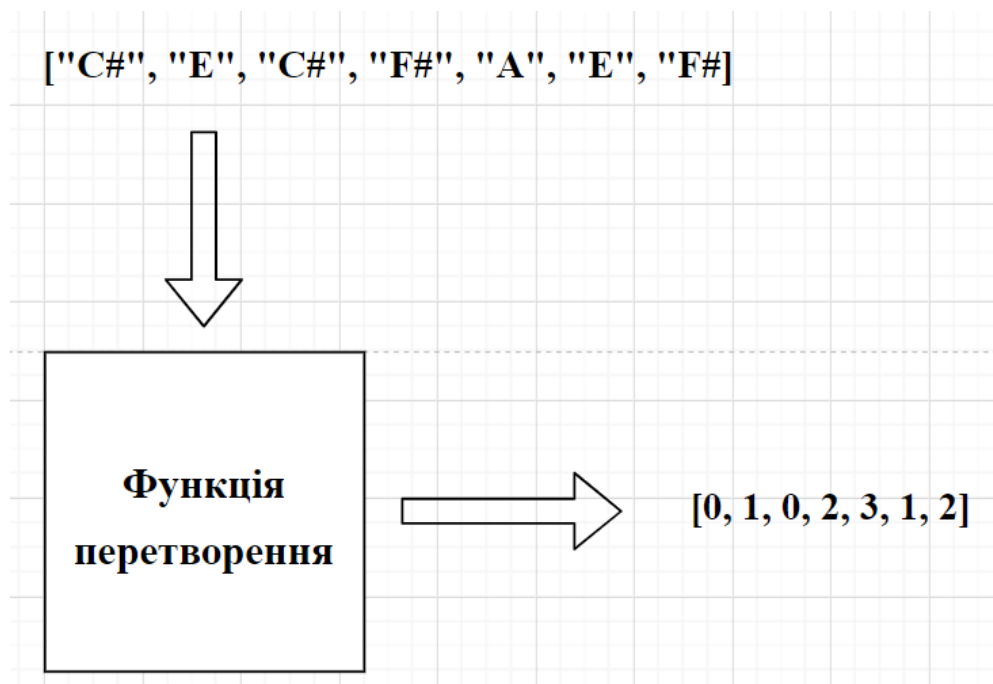 ["C#", "E", "C#", "F#", "A", "E", "F#]
Функція
перетворення
[0, 1, 0, 2, 3, 1, 2]